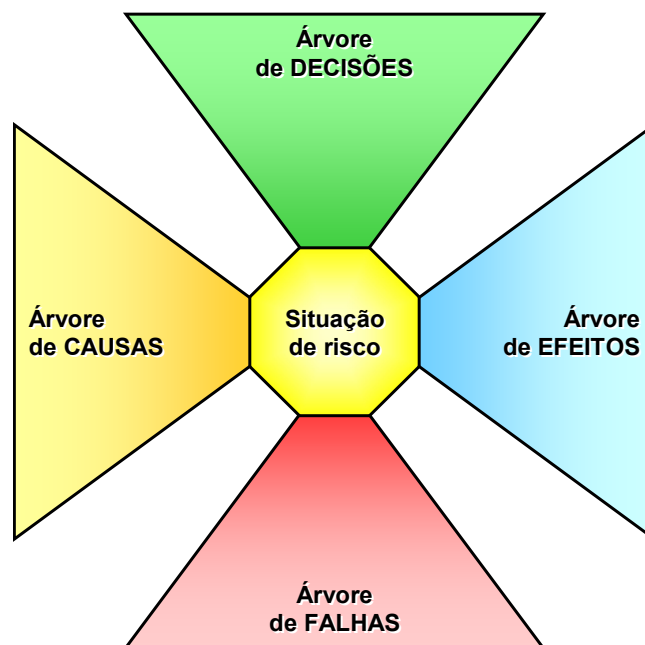 Árvore
de DECISÕES
Árvore
de CAUSAS
Situação
de risco
Árvore
de EFEITOS
Árvore
de FALHAS